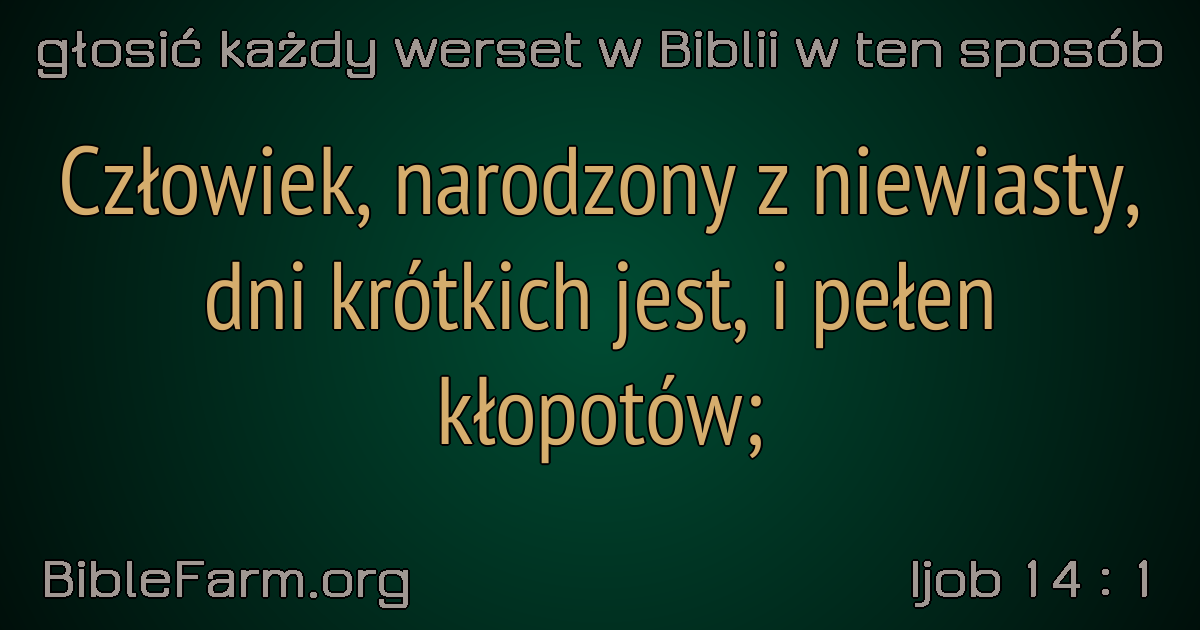 głosić każdy werset w Biblii w ten sposób
Człowiek, narodzony z niewiasty,
dni krótkich jest, i pełen
kłopotów;
BibleFarm.org
Ijob 14 : 1